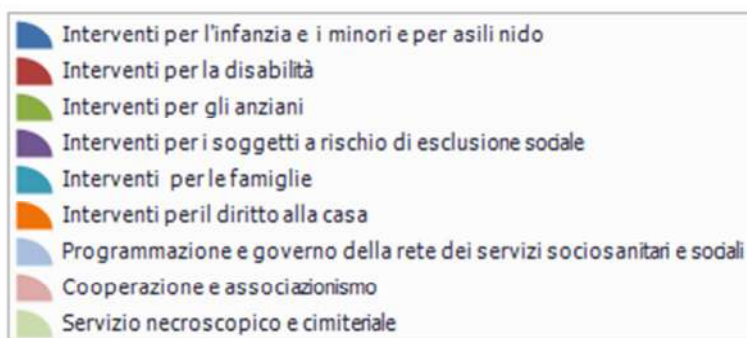 Interventi per l'infanzia e i minori e per asili nido
Interventi per la disabilità
Interventi per gli anziani
Interventi per i soggetti a rischio di esclusione sociale
Interventi per le famiglie
Interventi per il diritto alla casa
Programmazione e governo della rete dei servizi sociosanitari e sociali
Cooperazione e associazionismo
Servizio necroscopico e cimiteriale